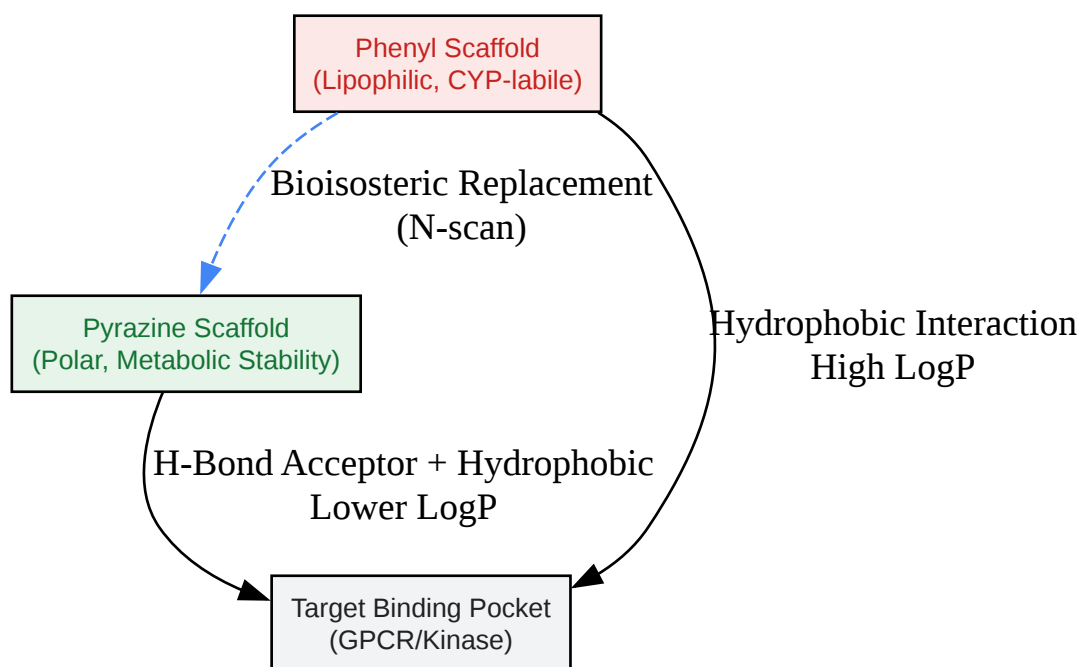 Phenyl Scaffold
(Lipophilic, CYP-labile)
Bioisosteric Replacement
(N-scan)
Pyrazine Scaffold
(Polar, Metabolic Stability)
Hydrophobic Interaction
High LogP
H-Bond Acceptor + Hydrophobic
Lower LogP
Target Binding Pocket
(GPCR/Kinase)